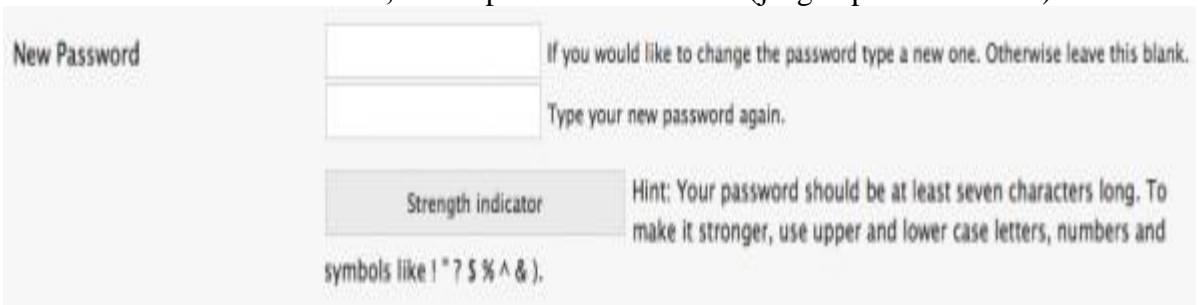 New Password
If you would like to change the password type a new one. Otherwise leave this blank.
Type your new password again.
Strength indicator
Hint: Your password should be at least seven characters long. To
make it stronger, use upper and lower case letters, numbers and
symbols like ! " ? $ % ^ & ).